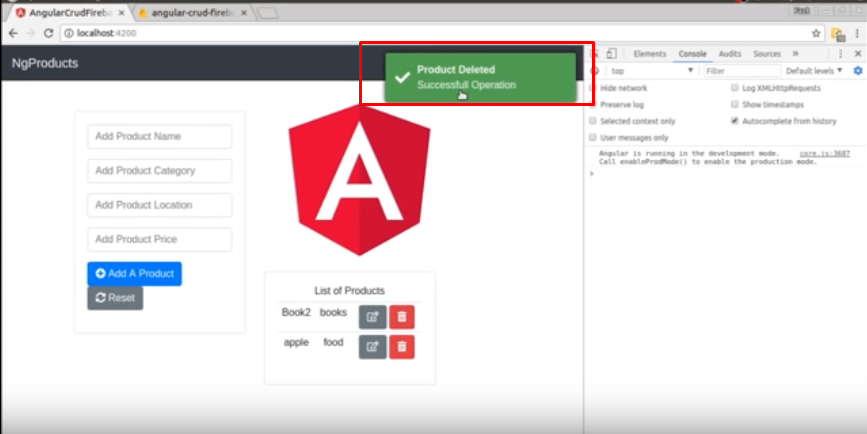 AngularCrudFireba
angular-crud-fireba
localhost:4200
NgProducts
Product Deleted
Successfull Operation
Add Product Name
Add Product Category
Add Product Location
Add Product Price
Add A Product
Reset
A
List of Products
Book2 books
apple food
Elements Console Audits Sources »
top Filter Default levels
Hide network Log XMLHttpRequests
Preserve log Show timestamps
Selected context only Autocomplete from history
User messages only
Angular is running in the development mode. core.js:3687
Call enableProdMode() to enable the production mode.